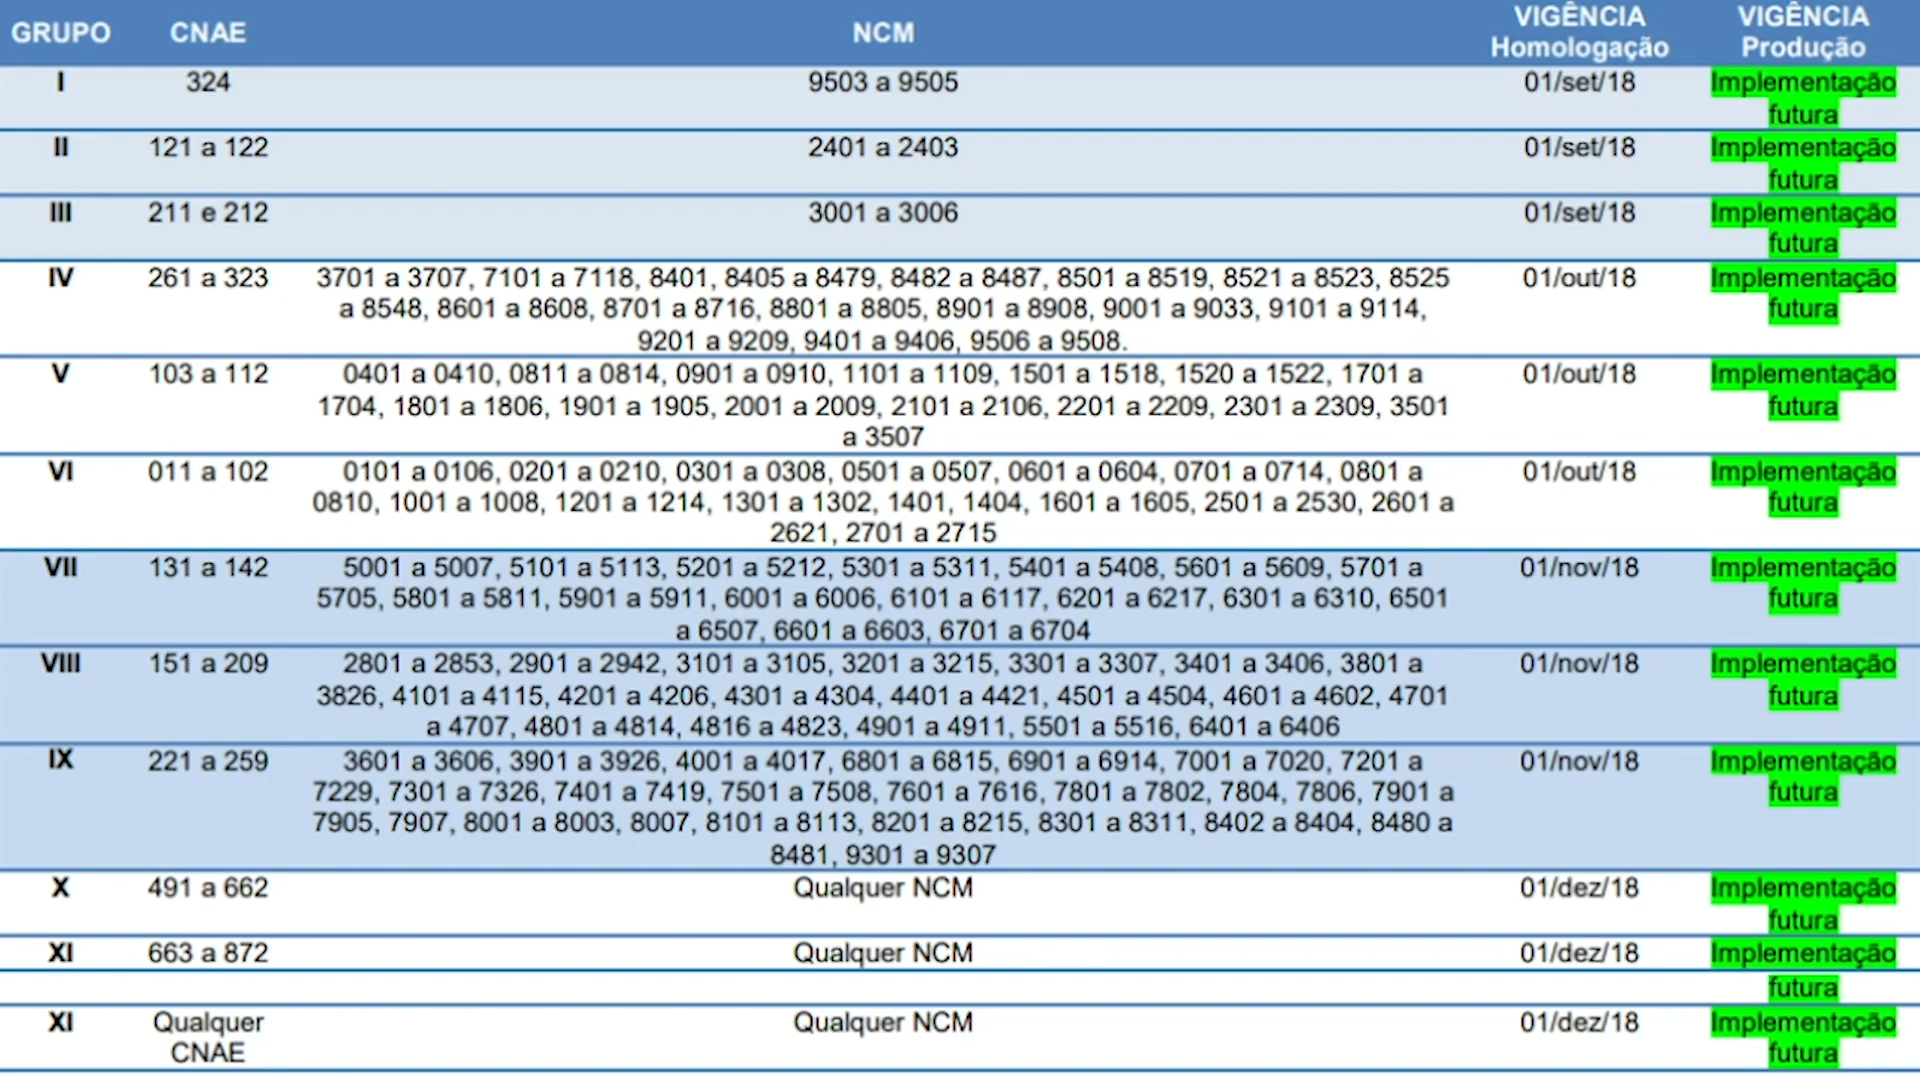 GRUPO CNAE NCM VIGÊNCIA Homologação VIGÊNCIA Produção
I 324 9503 a 9505 01/set/18 Implementação
futura
II 121 a 122 2401 a 2403 01/set/18 Implementação
futura
III 211 e 212 3001 a 3006 01/set/18 Implementação
futura
IV 261 a 323 3701 a 3707, 7101 a 7118, 8401, 8405 a 8479, 8482 a 8487, 8501 a 8519, 8521 a 8523, 8525 01/out/18 Implementação
a 8548, 8601 a 8608, 8701 a 8716, 8801 a 8805, 8901 a 8908, 9001 a 9033, 9101 a 9114, futura
9201 a 9209, 9401 a 9406, 9506 a 9508.
V 103 a 112 0401 a 0410, 0811 a 0814, 0901 a 0910, 1101 a 1109, 1501 a 1518, 1520 a 1522, 1701 a 01/out/18 Implementação
1704, 1801 a 1806, 1901 a 1905, 2001 a 2009, 2101 a 2106, 2201 a 2209, 2301 a 2309, 3501 futura
a 3507
VI 011 a 102 0101 a 0106, 0201 a 0210, 0301 a 0308, 0501 a 0507, 0601 a 0604, 0701 a 0714, 0801 a 01/out/18 Implementação
0810, 1001 a 1008, 1201 a 1214, 1301 a 1302, 1401, 1404, 1601 a 1605, 2501 a 2530, 2601 a futura
2621, 2701 a 2715
VII 131 a 142 5001 a 5007, 5101 a 5113, 5201 a 5212, 5301 a 5311, 5401 a 5408, 5601 a 5609, 5701 a 01/nov/18 Implementação
5705, 5801 a 5811, 5901 a 5911, 6001 a 6006, 6101 a 6117, 6201 a 6217, 6301 a 6310, 6501 futura
a 6507, 6601 a 6603, 6701 a 6704
VIII 151 a 209 2801 a 2853, 2901 a 2942, 3101 a 3105, 3201 a 3215, 3301 a 3307, 3401 a 3406, 3801 a 01/nov/18 Implementação
3826, 4101 a 4115, 4201 a 4206, 4301 a 4304, 4401 a 4421, 4501 a 4504, 4601 a 4602, 4701 futura
a 4707, 4801 a 4814, 4816 a 4823, 4901 a 4911, 5501 a 5516, 6401 a 6406
IX 221 a 259 3601 a 3606, 3901 a 3926, 4001 a 4017, 6801 a 6815, 6901 a 6914, 7001 a 7020, 7201 a 01/nov/18 Implementação
7229, 7301 a 7326, 7401 a 7419, 7501 a 7508, 7601 a 7616, 7801 a 7802, 7804, 7806, 7901 a futura
7905, 7907, 8001 a 8003, 8007, 8101 a 8113, 8201 a 8215, 8301 a 8311, 8402 a 8404, 8480 a
8481, 9301 a 9307
X 491 a 662 Qualquer NCM 01/dez/18 Implementação
futura
XI 663 a 872 Qualquer NCM 01/dez/18 Implementação
futura
XI Qualquer Qualquer NCM 01/dez/18 Implementação
CNAE futura